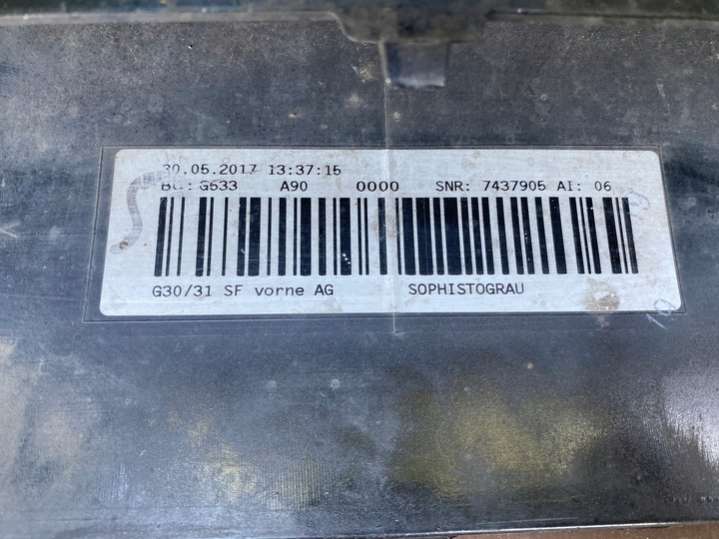 30.05.2017 13:37:15
BG: G533 A90 0000 SNR: 7437905 AI: 06
G30/31 SF vorne AG SOPHISTOGRAU